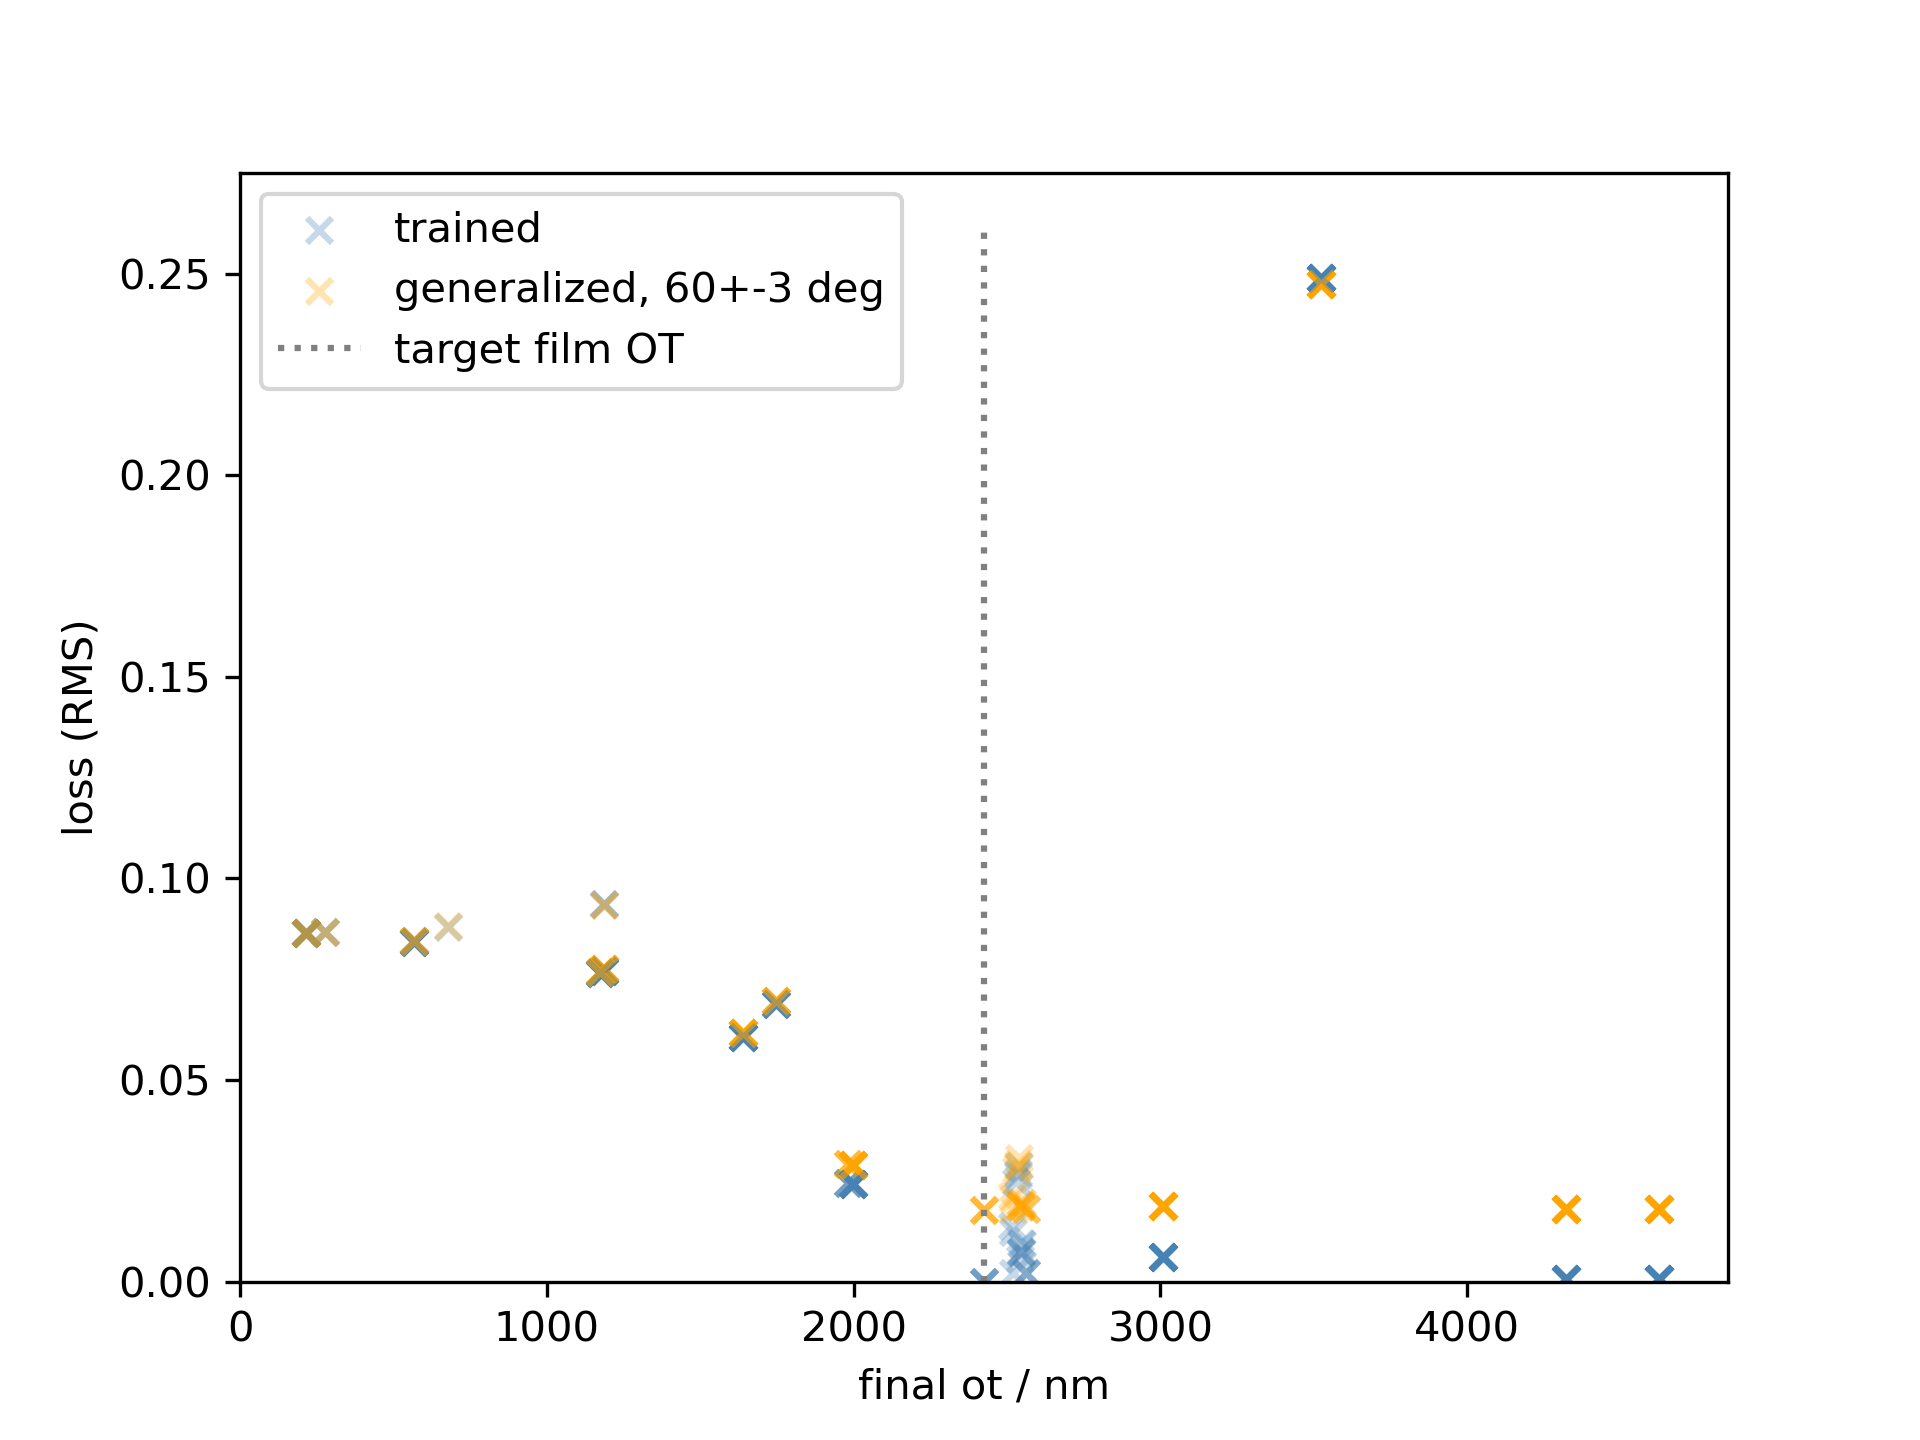 trained
generalized, 60+-3 deg
target film OT
0.25
0.20
0.15
0.10
0.05
0.00
loss (RMS)
0 1000 2000 3000 4000
final ot / nm